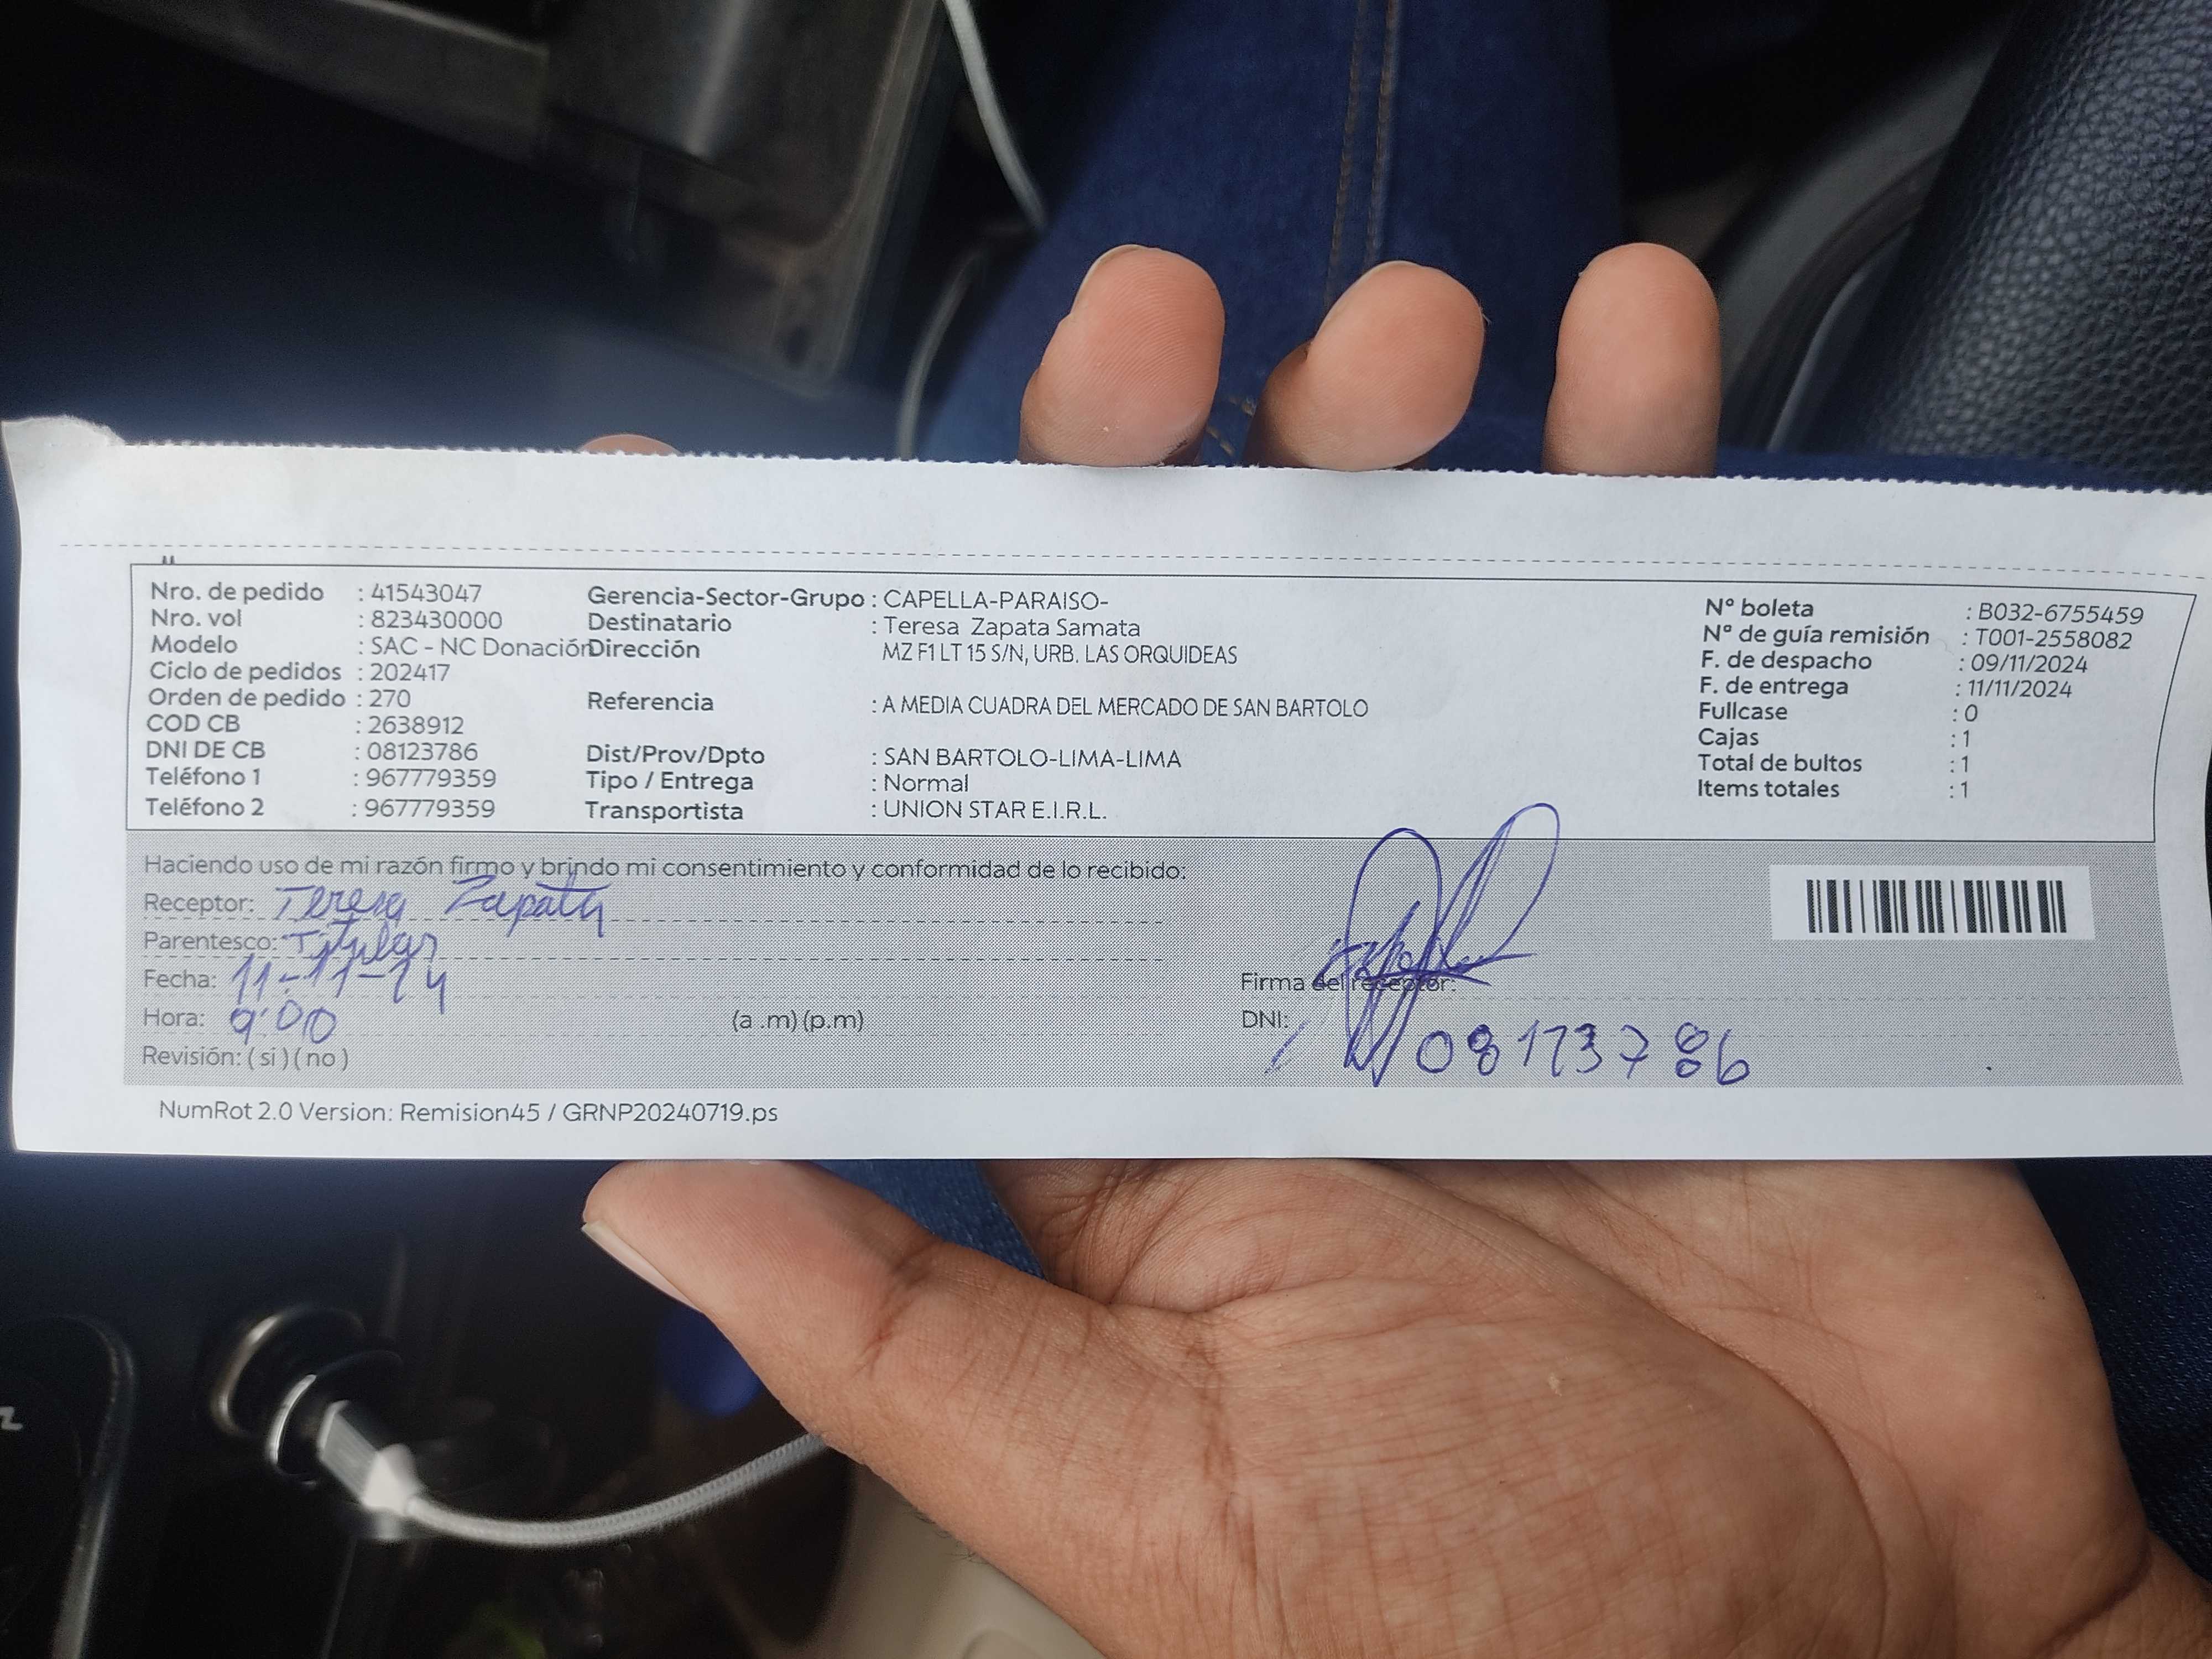 Nro. de pedido : 41543047
Nro. vol : 823430000
Modelo : SAC - NC Donación
Ciclo de pedidos : 202417
Orden de pedido : 270
COD CB : 2638912
DNI DE CB : 08123786
Teléfono 1 : 967779359
Teléfono 2 : 967779359
Gerencia-Sector-Grupo : CAPELLA-PARAISO-
Destinatario : Teresa Zapata Samata
Dirección MZ F1 LT 15 S/N, URB. LAS ORQUIDEAS
Referencia : A MEDIA CUADRA DEL MERCADO DE SAN BARTOLO
Dist/Prov/Dpto : SAN BARTOLO-LIMA-LIMA
Tipo / Entrega : Normal
Transportista : UNION STAR E.I.R.L.
N° boleta : B032-6755459
N° de guía remisión : T001-2558082
F. de despacho : 09/11/2024
F. de entrega : 11/11/2024
Fullcase : 0
Cajas : 1
Total de bultos : 1
Items totales : 1
Haciendo uso de mi razón firmo y brindo mi consentimiento y conformidad de lo recibido:
Receptor: Teresa Zapata
Parentesco: Titular
Fecha: 11-11-24
Hora: 9:00 (a .m) (p.m)
Revisión: ( si ) ( no )
Firma del receptor:
DNI: 08123786
NumRot 2.0 Version: Remision45 / GRNP20240719.ps